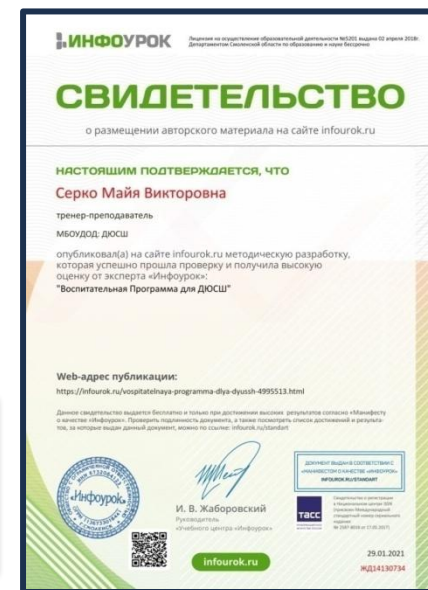 ИНФОУРОК
Лицензия на осуществление образовательной деятельности №5201 выдана 02 апреля 2018г.
Департаментом Смоленской области по образованию и науке бессрочно
СВИДЕТЕЛЬСТВО
о размещении авторского материала на сайте infourok.ru
НАСТОЯЩИМ ПОДТВЕРЖДАЕТСЯ, ЧТО
Серко Майя Викторовна
тренер-преподаватель
МБОУДОД: ДЮСШ
опубликовал(а) на сайте infourok.ru методическую разработку,
которая успешно прошла проверку и получила высокую
оценку от эксперта «Инфоурок»:
"Воспитательная Программа для ДЮСШ"
Web-адрес публикации:
https://infourok.ru/vospitatelnaya-programma-dlya-dyussh-4995513.html
Данное свидетельство выдается бесплатно и только при достижении высоких результатов согласно «Манифесту
о качестве «Инфоурок». Проверить подлинность документа, а также посмотреть список достижений и результа-
тов, за которые выдан данный документ, можно по ссылке: infourok.ru/standart
«Инфоурок»
И. В. Жаборовский
Руководитель
«Учебного центра «Инфоурок»
ДОКУМЕНТ ВЫДАН В СООТВЕТСТВИИ С
«МАНИФЕСТОМ О КАЧЕСТВЕ «ИНФОУРОК»
INFOUROK.RU/STANDART
ТАСС
infourok.ru
29.01.2021
ЖД14130734